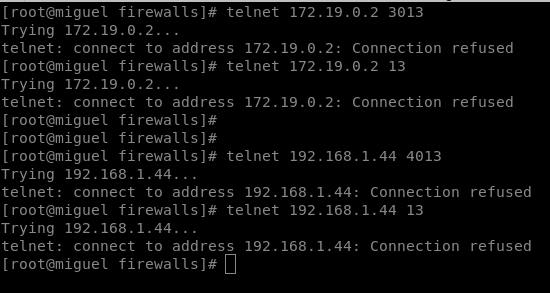 [root@miguel firewalls]# telnet 172.19.0.2 3013
Trying 172.19.0.2...
telnet: connect to address 172.19.0.2: Connection refused
[root@miguel firewalls]# telnet 172.19.0.2 13
Trying 172.19.0.2...
telnet: connect to address 172.19.0.2: Connection refused
[root@miguel firewalls]#
[root@miguel firewalls]#
[root@miguel firewalls]# telnet 192.168.1.44 4013
Trying 192.168.1.44...
telnet: connect to address 192.168.1.44: Connection refused
[root@miguel firewalls]# telnet 192.168.1.44 13
Trying 192.168.1.44...
telnet: connect to address 192.168.1.44: Connection refused
[root@miguel firewalls]#